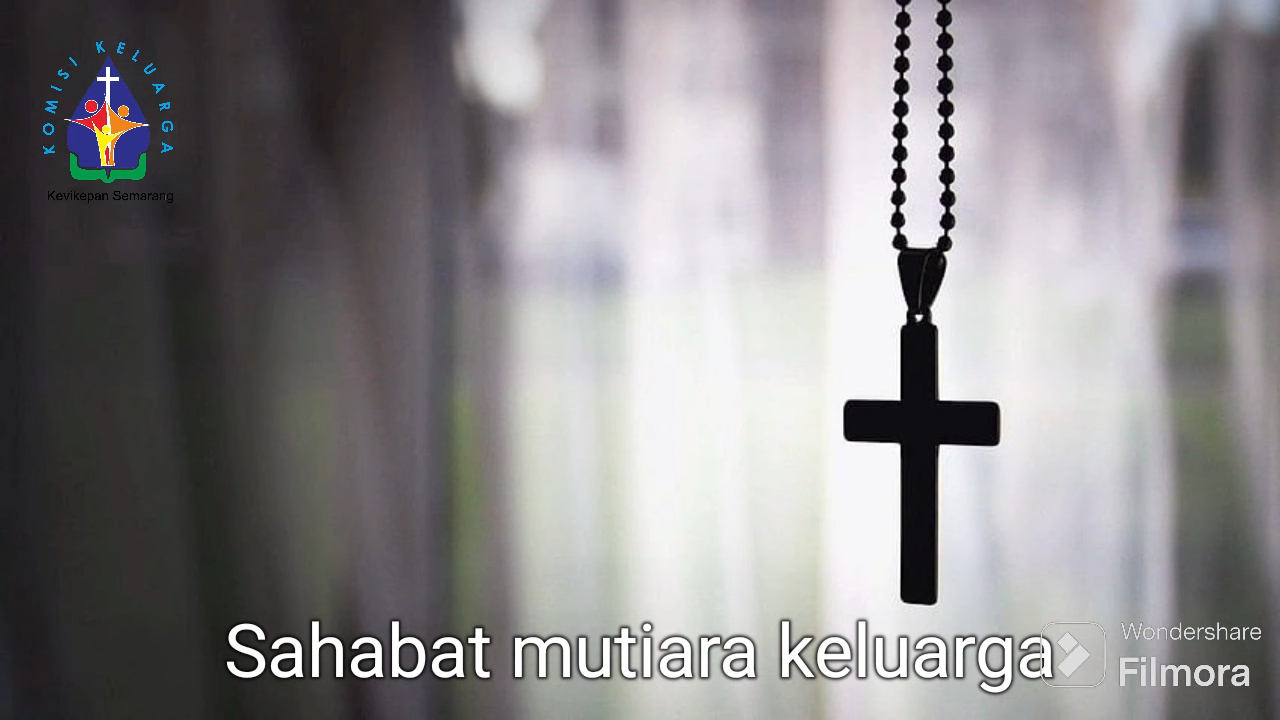 KOMISI KELUARGA
Kevikepan Semarang
Sahabat mutiara keluarga
Wondershare
Filmora